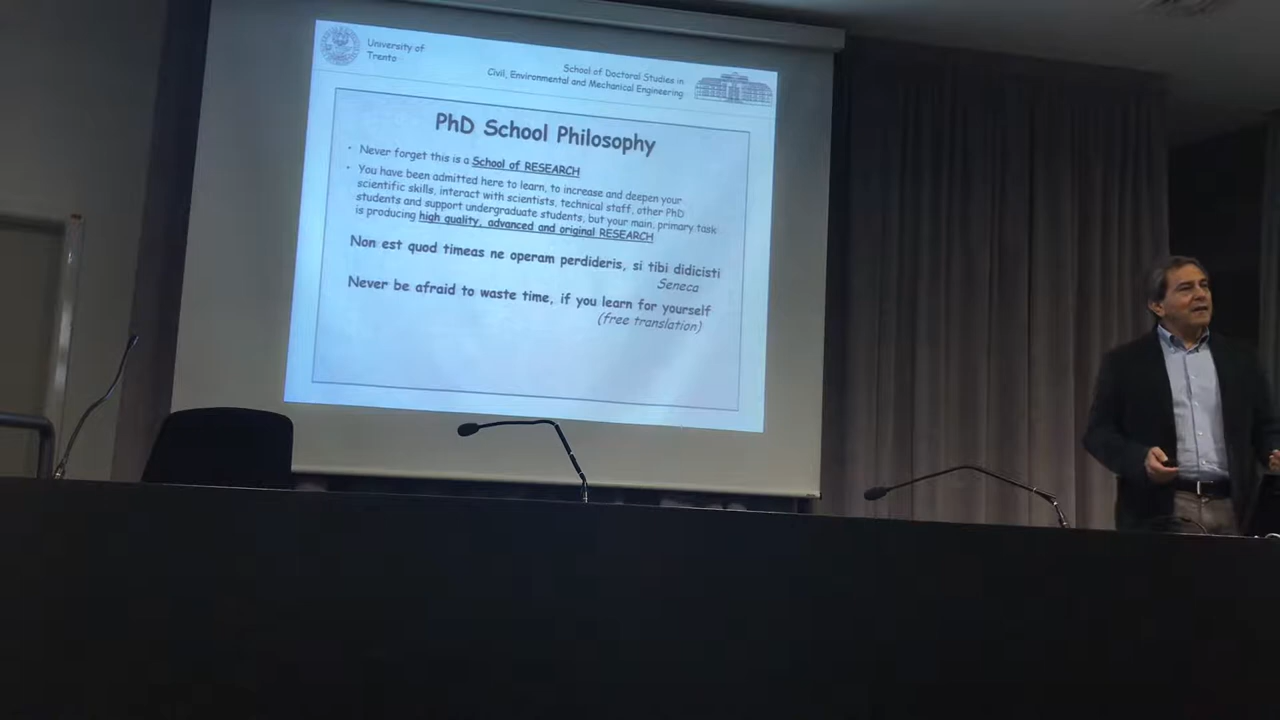 University of
Trento
School of Doctoral Studies in
Civil, Environmental and Mechanical Engineering
PhD School Philosophy
• Never forget this is a School of RESEARCH
• You have been admitted here to learn, to increase and deepen your
scientific skills, interact with scientists, technical staff, other PhD
students and support undergraduate students, but your main, primary task
is producing high quality, advanced and original RESEARCH
Non est quod timeas ne operam perdideris, si tibi didicisti
Seneca
Never be afraid to waste time, if you learn for yourself
(free translation)